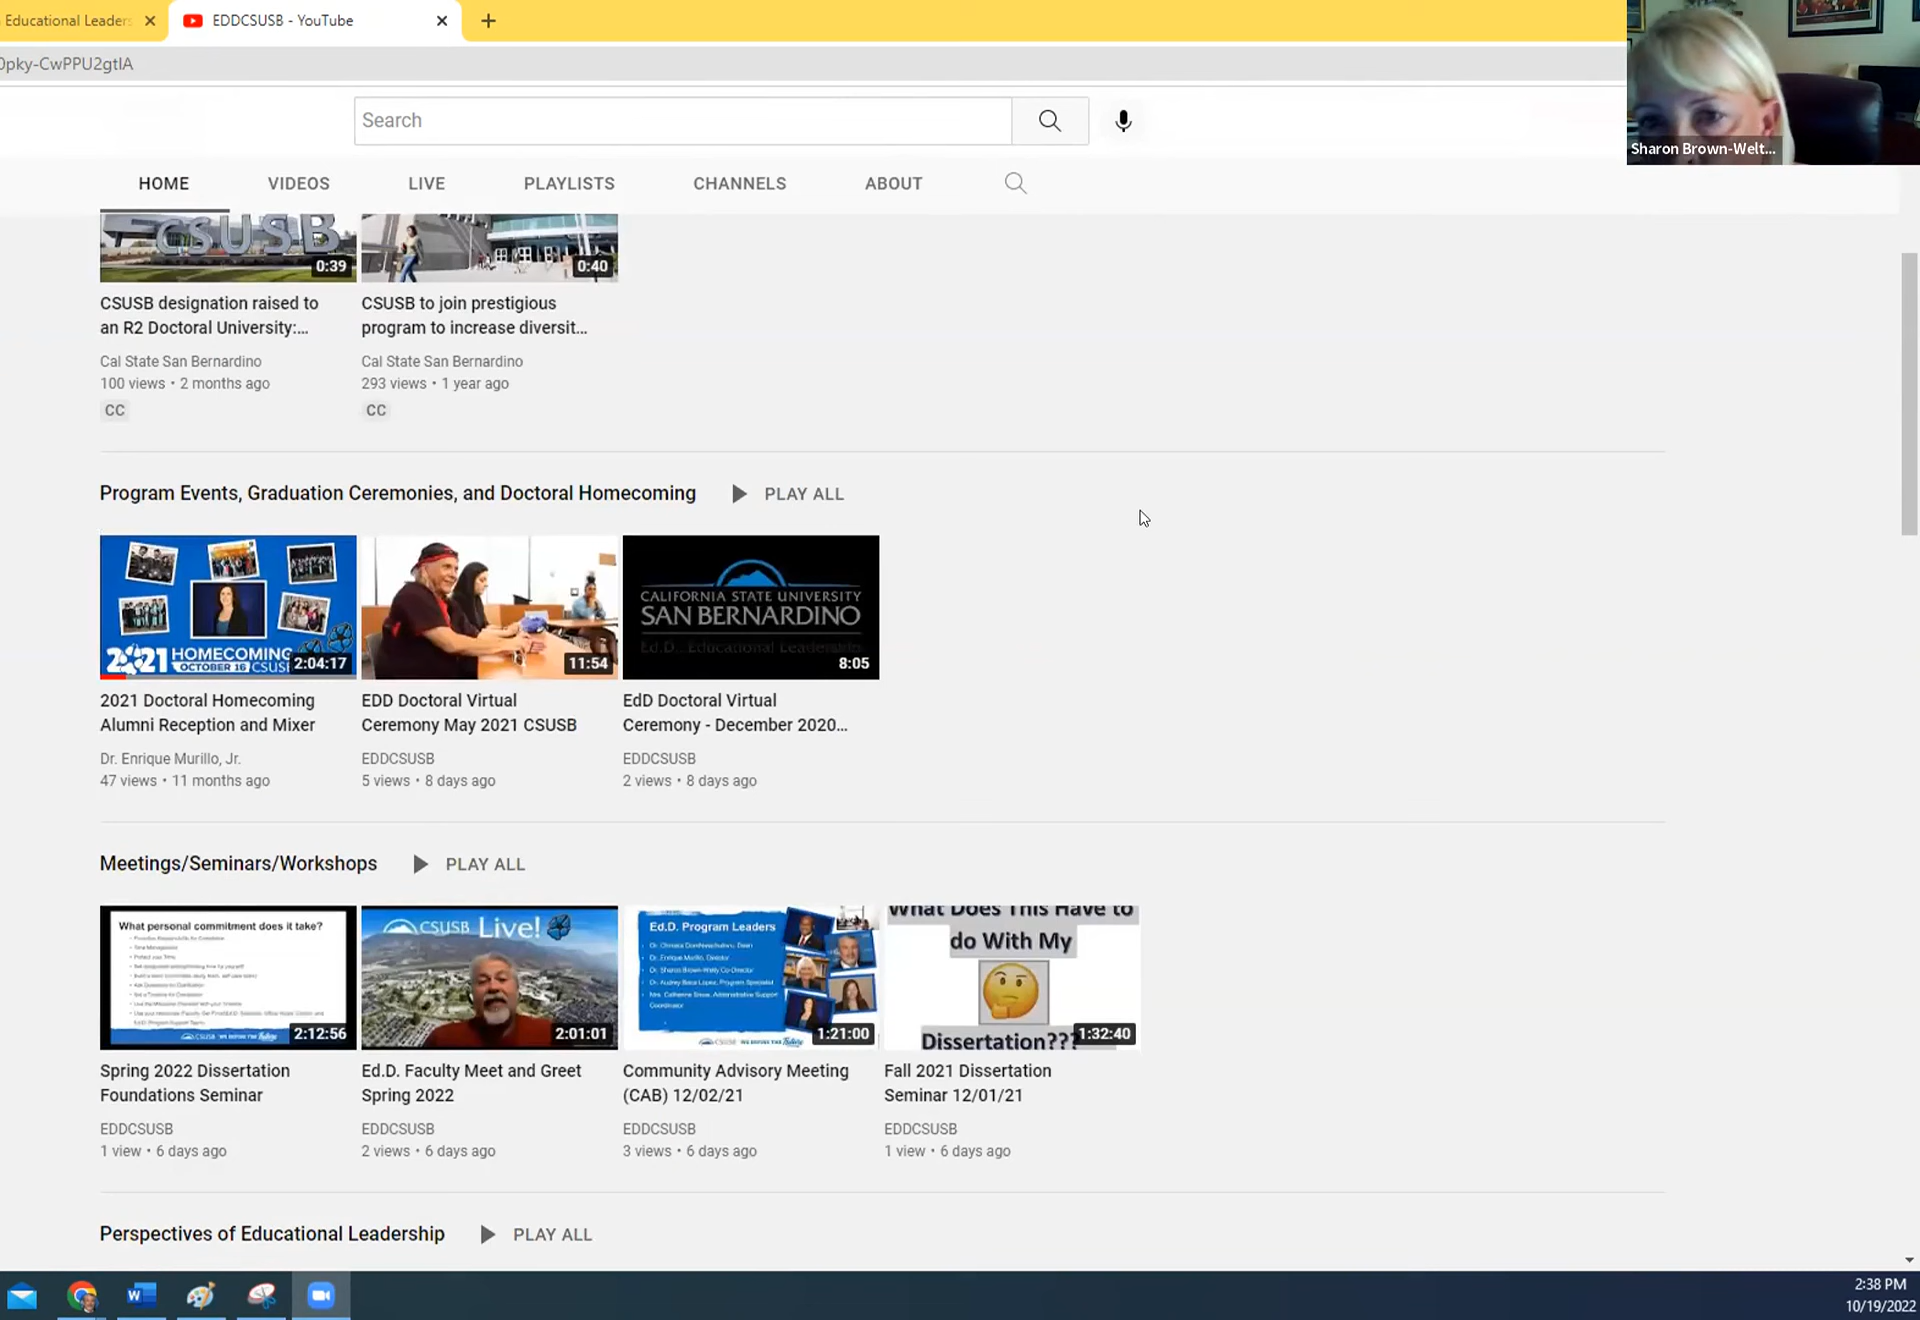 Educational Leaders
EDDCSUSB - YouTube
Opky-CwPPU2gtIA
Search
Sharon Brown-Welt...
HOME
VIDEOS
LIVE
PLAYLISTS
CHANNELS
ABOUT
CSUSB
0:39
0:40
CSUSB designation raised to
an R2 Doctoral University:...
Cal State San Bernardino
100 views • 2 months ago
CC
CSUSB to join prestigious
program to increase diversit...
Cal State San Bernardino
293 views • 1 year ago
CC
Program Events, Graduation Ceremonies, and Doctoral Homecoming
PLAY ALL
2021 HOMECOMING
OCTOBER 16 CSUSB
2:04:17
11:54
CALIFORNIA STATE UNIVERSITY
SAN BERNARDINO
Ed.D. Educational Leadership
8:05
2021 Doctoral Homecoming
Alumni Reception and Mixer
Dr. Enrique Murillo, Jr.
47 views • 11 months ago
EDD Doctoral Virtual
Ceremony May 2021 CSUSB
EDDCSUSB
5 views • 8 days ago
EdD Doctoral Virtual
Ceremony - December 2020...
EDDCSUSB
2 views • 8 days ago
Meetings/Seminars/Workshops
PLAY ALL
What personal commitment does it take?
Time Management
2:12:56
CSUSB Live!
2:01:01
Ed.D. Program Leaders
1:21:00
What Does This Have to
do With My
Dissertation???
1:32:40
Spring 2022 Dissertation
Foundations Seminar
EDDCSUSB
1 view • 6 days ago
Ed.D. Faculty Meet and Greet
Spring 2022
EDDCSUSB
2 views • 6 days ago
Community Advisory Meeting
(CAB) 12/02/21
EDDCSUSB
3 views • 6 days ago
Fall 2021 Dissertation
Seminar 12/01/21
EDDCSUSB
1 view • 6 days ago
Perspectives of Educational Leadership
PLAY ALL
2:38 PM
10/19/2022